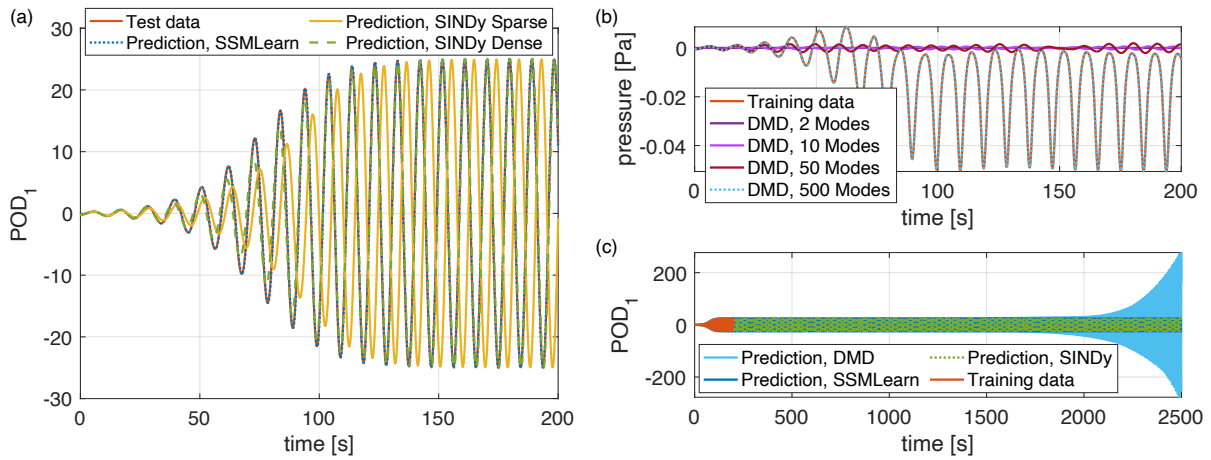 (a)
30
20
10
0
-10
-20
-30
POD1
Test data
Prediction, SSMLearn
Prediction, SINDy Sparse
Prediction, SINDy Dense
0 50 100 150 200
time [s]
(b)
0
-0.02
-0.04
pressure [Pa]
Training data
DMD, 2 Modes
DMD, 10 Modes
DMD, 50 Modes
DMD, 500 Modes
0 100 150 200
time [s]
(c)
200
0
-200
POD1
Prediction, DMD
Prediction, SSMLearn
Prediction, SINDy
Training data
0 500 1000 1500 2000 2500
time [s]